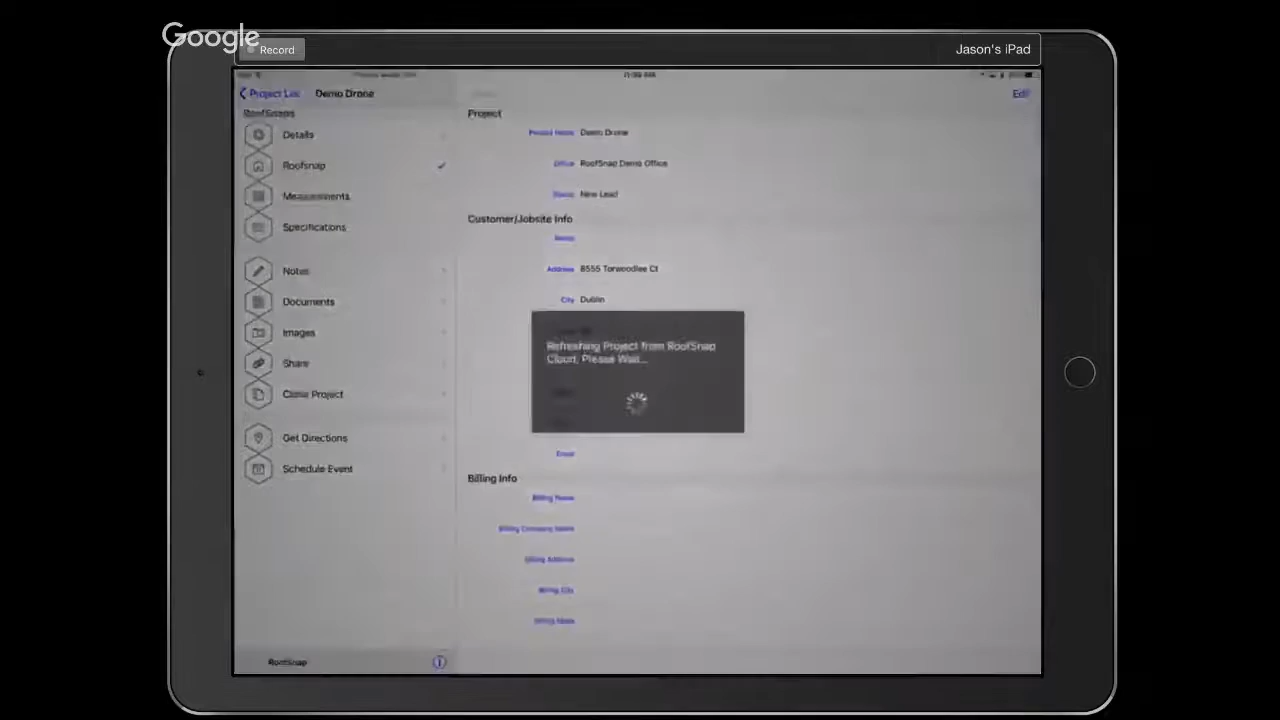 Google
Record
Jason's iPad
Project List
Demo Drone
Edit
RoofSnaps
Project
Details
Project Name Demo Drone
Roofsnap
Office RoofSnap Demo Office
Measurements
Status New Lead
Specifications
Customer/Jobsite Info
Name
Notes
Address 8555 Torwoodlee Ct
Documents
City Dublin
Images
Refreshing Project from RoofSnap
Cloud, Please Wait...
Share
Clone Project
Get Directions
Email
Schedule Event
Billing Info
Billing Name
Billing Company Name
Billing Address
Billing City
Billing State
RoofSnap